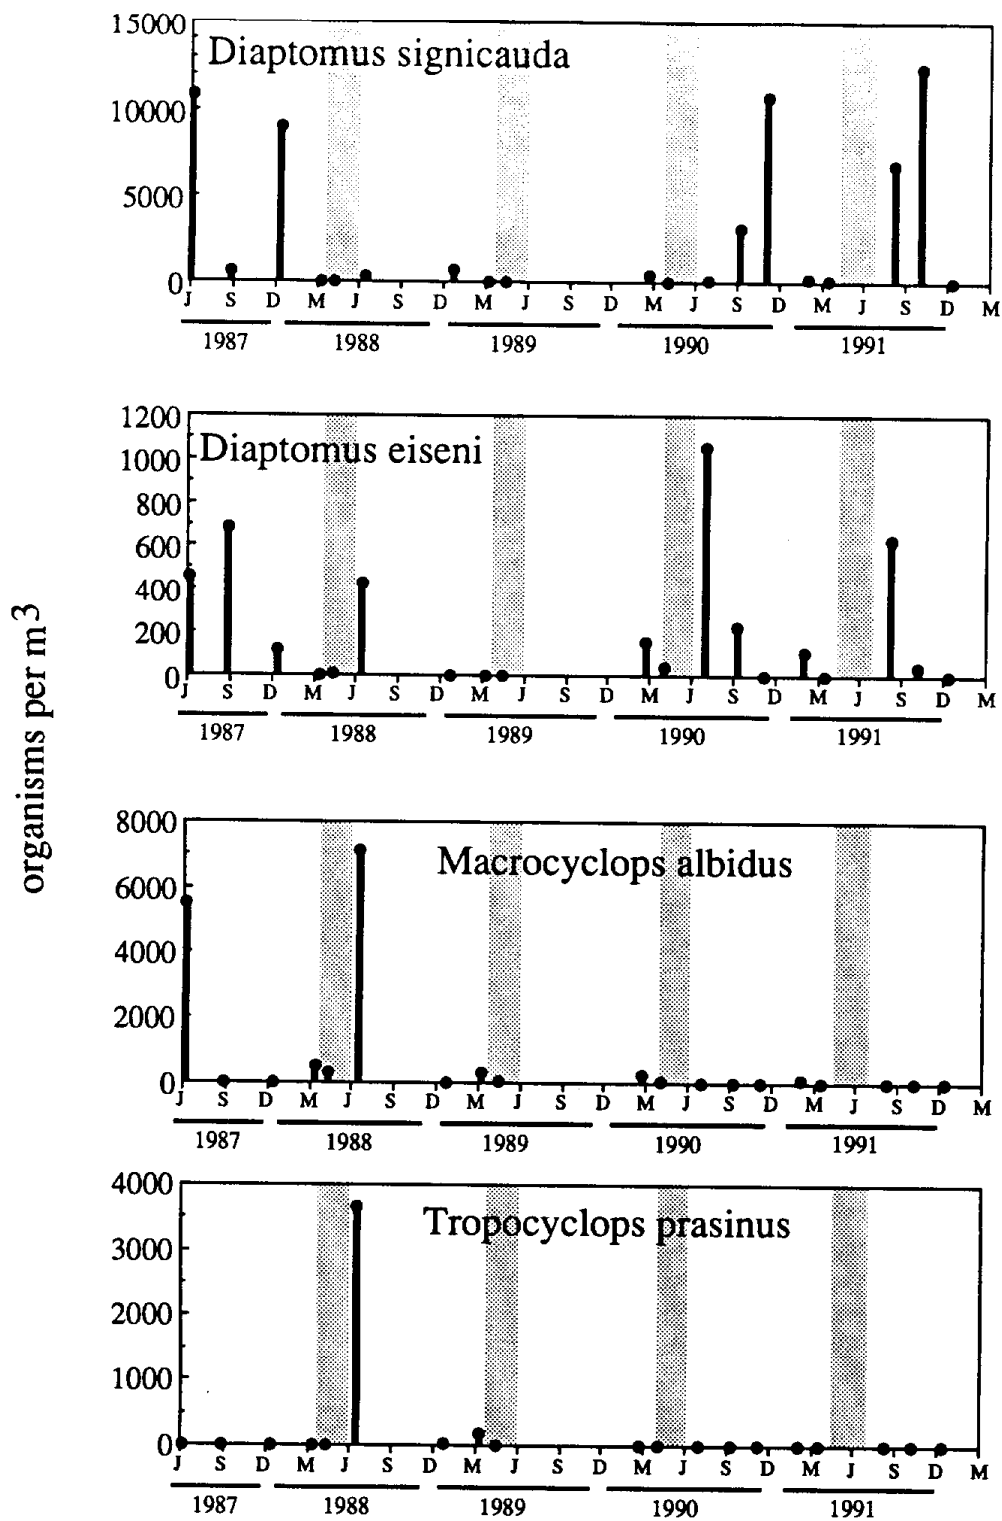 organisms per m3
15000
Diaptomus signicauda
10000
5000
0
J S D M J S D M J S D M J S D M J S D M
1987 1988 1989 1990 1991
1200
Diaptomus eiseni
1000
800
600
400
200
0
J S D M J S D M J S D M J S D M J S D M
1987 1988 1989 1990 1991
8000
Macrocyclops albidus
6000
4000
2000
0
J S D M J S D M J S D M J S D M J S D M
1987 1988 1989 1990 1991
4000
Tropocyclops prasinus
3000
2000
1000
0
J S D M J S D M J S D M J S D M J S D M
1987 1988 1989 1990 1991